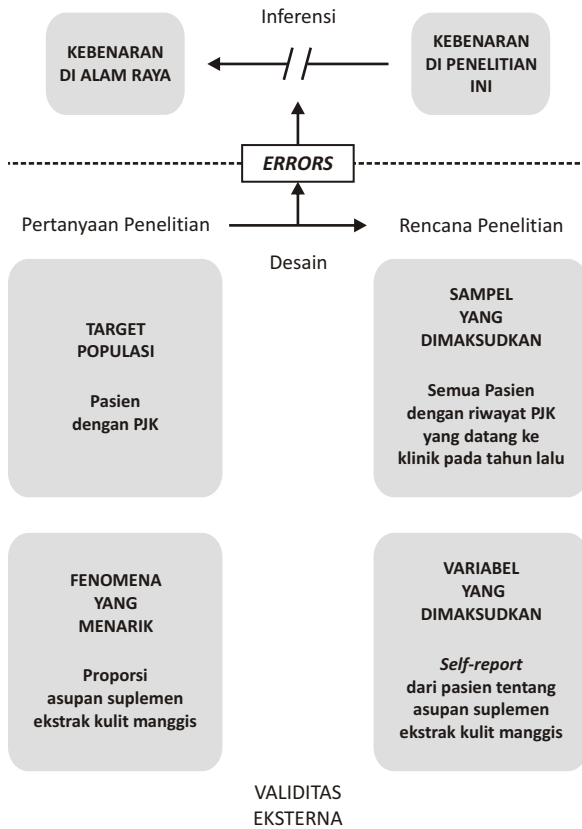 Inferensi
KEBENARAN
DI ALAM RAYA
KEBENARAN
DI PENELITIAN
INI
ERRORS
Pertanyaan Penelitian
Rencana Penelitian
Desain
TARGET
POPULASI
Pasien
dengan PJK
SAMPEL
YANG
DIMAKSUDKAN
Semua Pasien
dengan riwayat PJK
yang datang ke
klinik pada tahun lalu
FENOMENA
YANG
MENARIK
Proporsi
asupan suplemen
ekstrak kulit manggis
VARIABEL
YANG
DIMAKSUDKAN
Self-report
dari pasien tentang
asupan suplemen
ekstrak kulit manggis
VALIDITAS
EKSTERNA